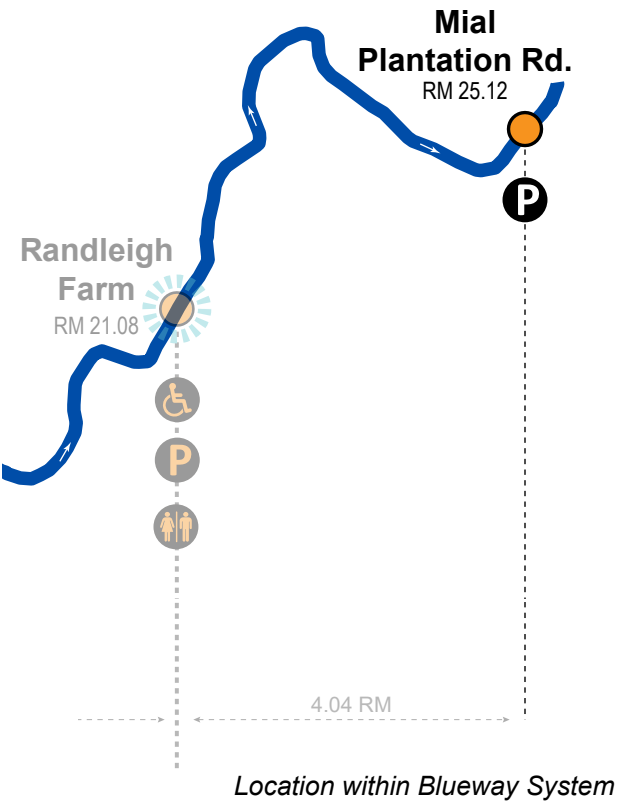 Mial
Plantation Rd.
RM 25.12
P
Randleigh
Farm
RM 21.08
P
4.04 RM
Location within Blueway System